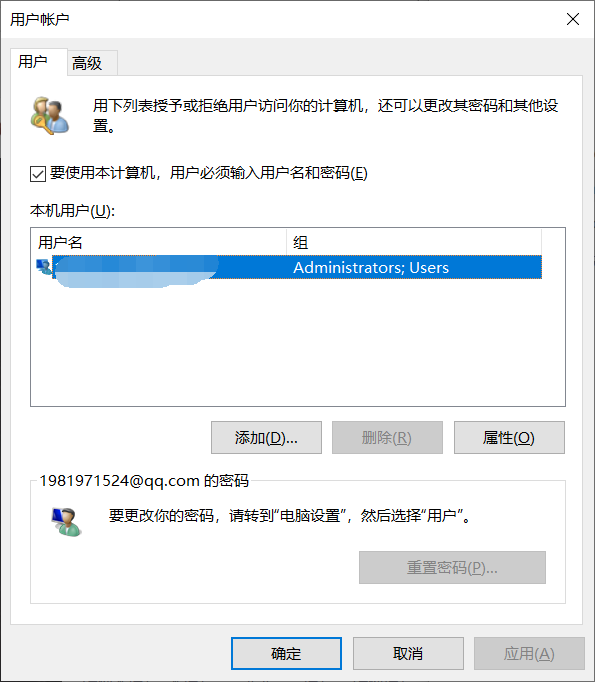 用户帐户
用户
高级
用下列表授予或拒绝用户访问你的计算机，还可以更改其密码和其他设
置。
要使用本计算机，用户必须输入用户名和密码(E)
本机用户(U):
用户名 组
Administrators; Users
添加(D)... 删除(R) 属性(O)
1981971524@qq.com 的密码
要更改你的密码，请转到“电脑设置”，然后选择“用户”。
重置密码(P)...
确定 取消 应用(A)